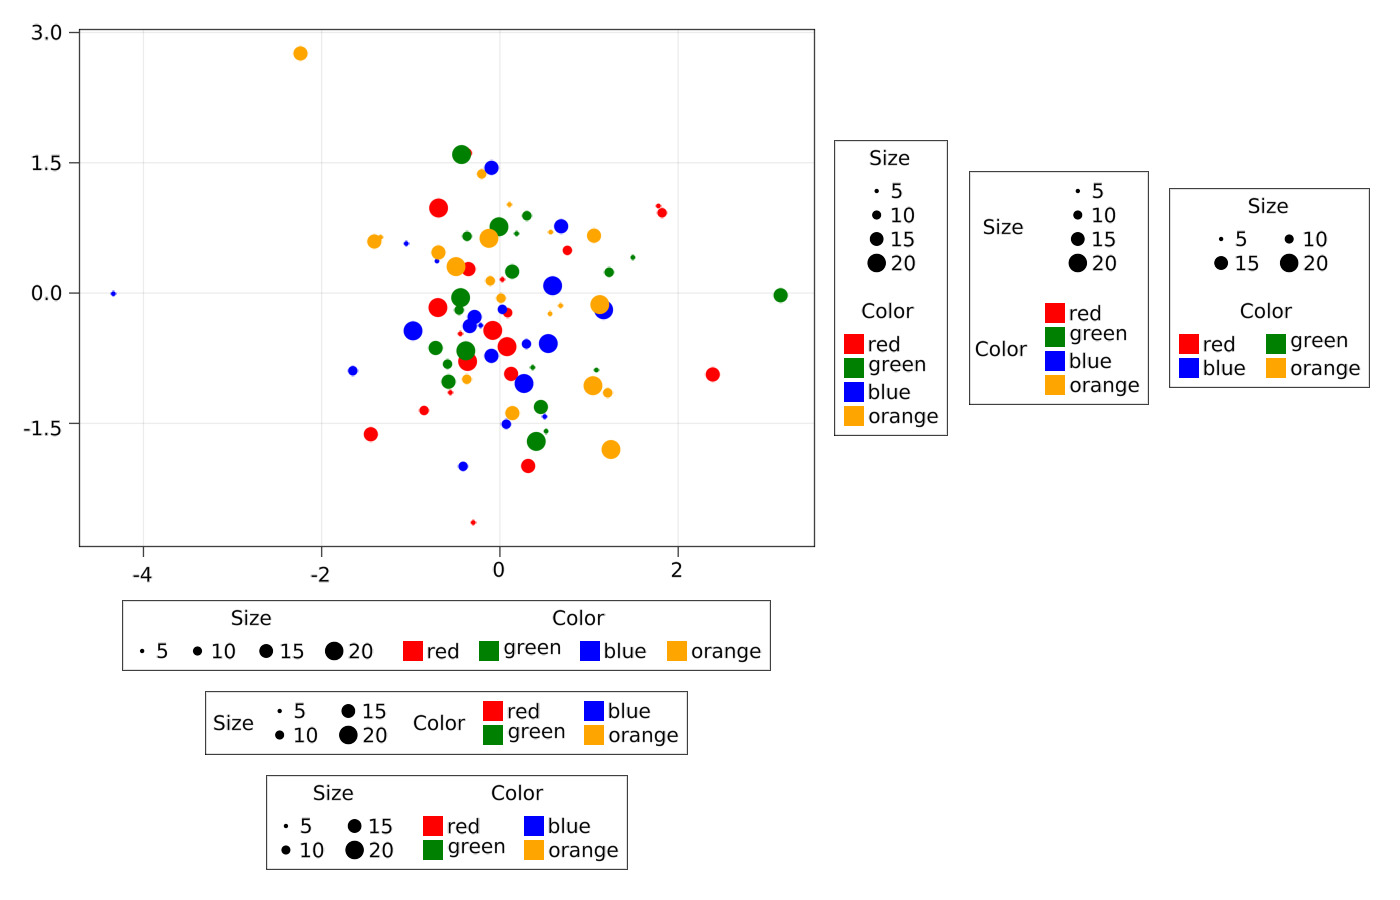 3.0
1.5
0.0
-1.5
-4 -2 0 2
Size
5
10
15
20
Color
red
green
blue
orange
Size
5
10
15
20
Color
red
green
blue
orange
Size
5 10
15 20
Color
red green
blue orange
Size Color
5 10 15 20 red green blue orange
Size 5 15 Color red blue
10 20 green orange
Size Color
5 15 red blue
10 20 green orange